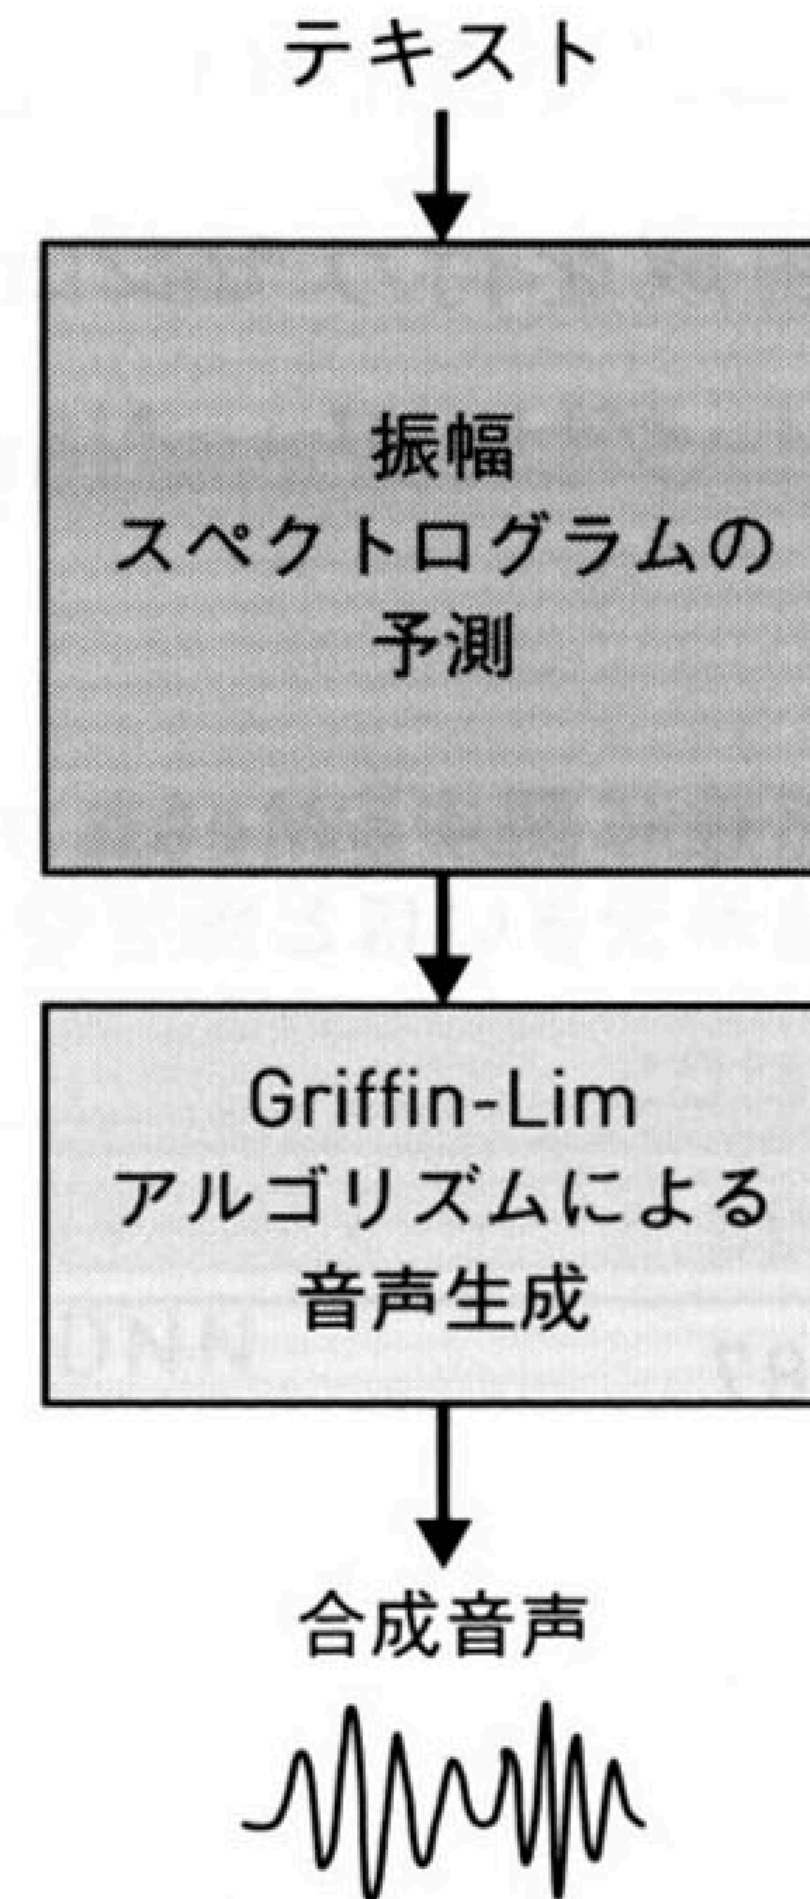 テキスト
振幅
スペクトログラムの
予測
Griffin-Lim
アルゴリズムによる
音声生成
合成音声